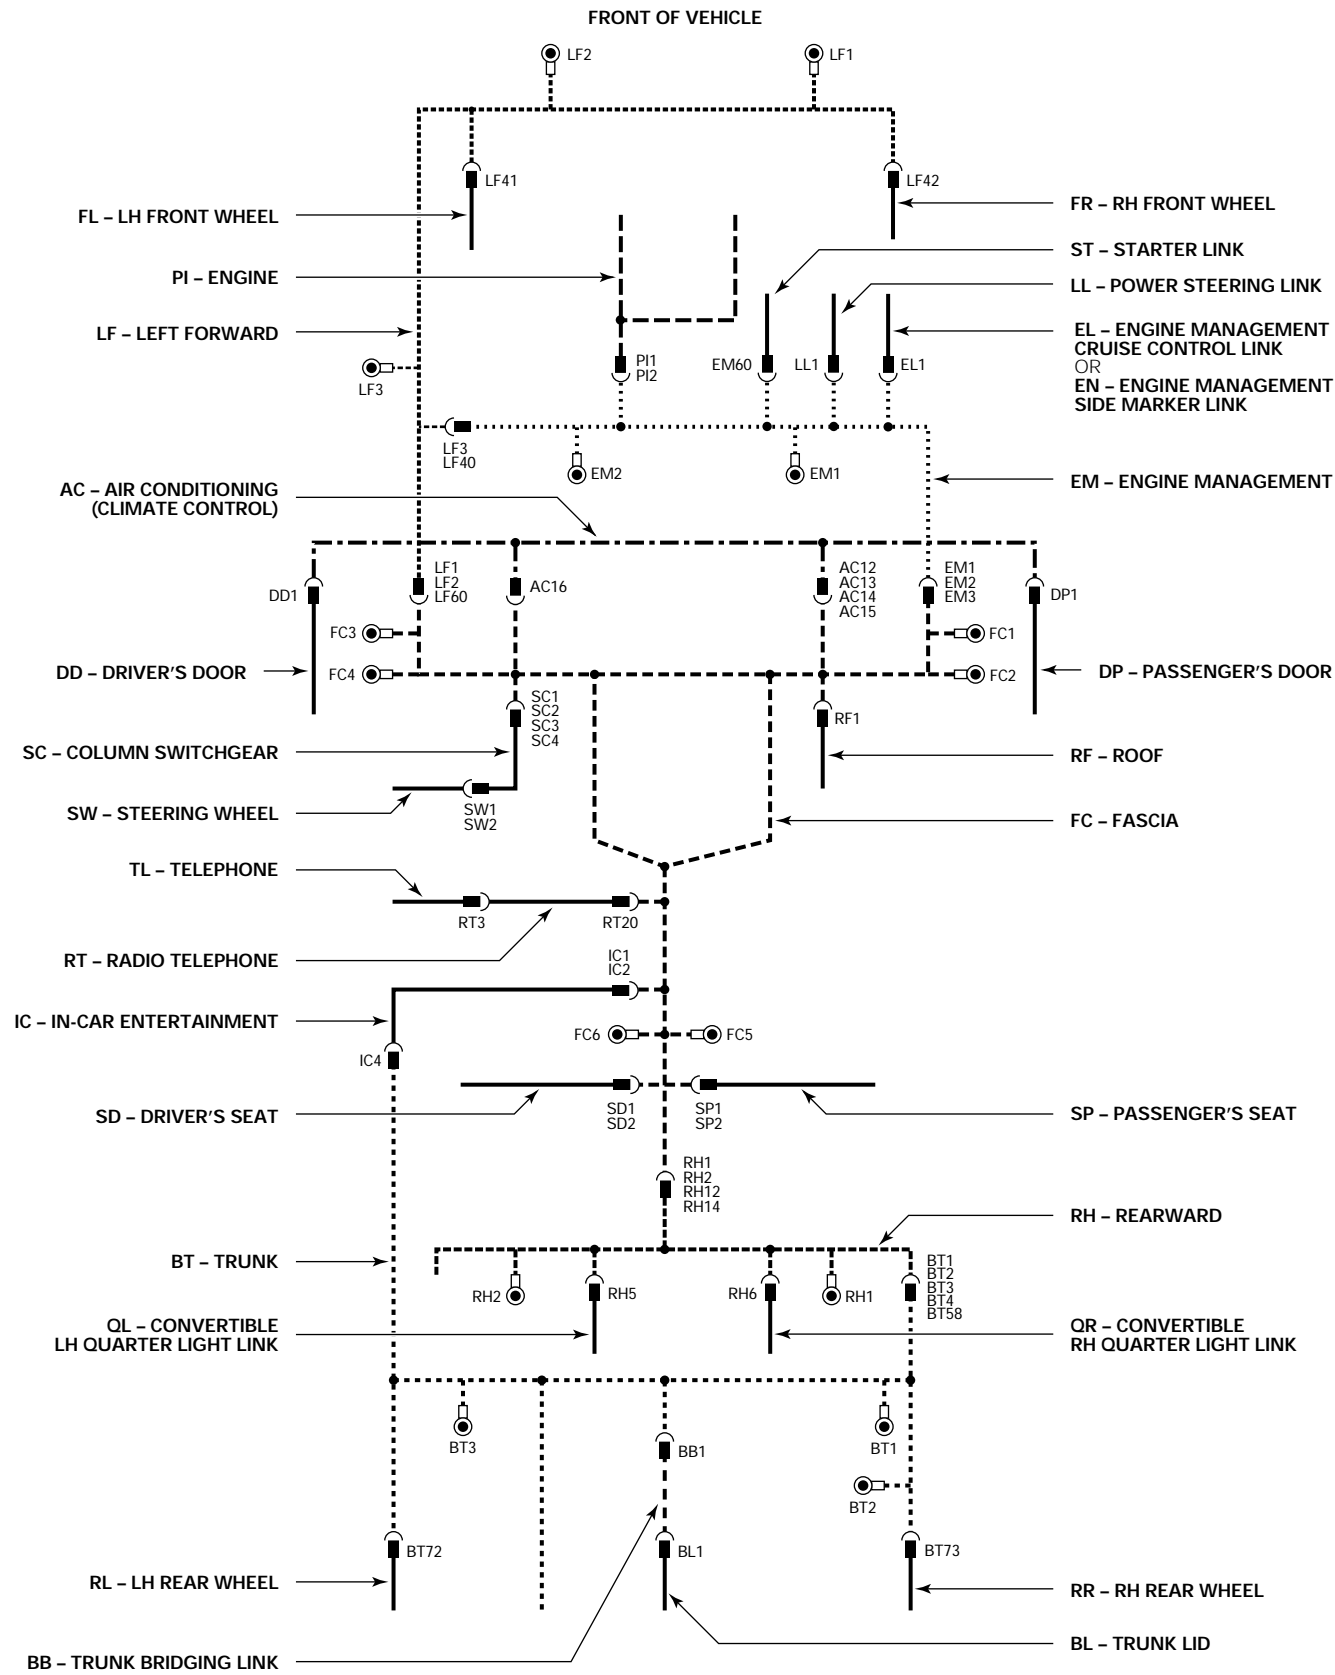 FRONT OF VEHICLE
LF2
LF1
LF41
LF42
FL – LH FRONT WHEEL
FR – RH FRONT WHEEL
ST – STARTER LINK
PI – ENGINE
LL – POWER STEERING LINK
LF – LEFT FORWARD
EL – ENGINE MANAGEMENT
CRUISE CONTROL LINK
OR
EN – ENGINE MANAGEMENT
SIDE MARKER LINK
LF3
PI1
PI2
EM60
LL1
EL1
LF3
LF40
EM2
EM1
AC – AIR CONDITIONING
(CLIMATE CONTROL)
EM – ENGINE MANAGEMENT
DD1
LF1
LF2
LF60
AC16
AC12
AC13
AC14
AC15
EM1
EM2
EM3
DP1
FC3
FC1
FC4
FC2
DD – DRIVER'S DOOR
DP – PASSENGER'S DOOR
SC1
SC2
SC3
SC4
RF1
SC – COLUMN SWITCHGEAR
RF – ROOF
SW1
SW2
SW – STEERING WHEEL
FC – FASCIA
TL – TELEPHONE
RT3
RT20
RT – RADIO TELEPHONE
IC1
IC2
IC – IN-CAR ENTERTAINMENT
FC6
FC5
IC4
SD1
SD2
SP1
SP2
SD – DRIVER'S SEAT
SP – PASSENGER'S SEAT
RH1
RH2
RH12
RH14
RH – REARWARD
BT – TRUNK
BT1
BT2
BT3
BT4
BT58
RH2
RH5
RH6
RH1
QL – CONVERTIBLE
LH QUARTER LIGHT LINK
QR – CONVERTIBLE
RH QUARTER LIGHT LINK
BT3
BB1
BT1
BT2
BT72
BL1
BT73
RL – LH REAR WHEEL
RR – RH REAR WHEEL
BL – TRUNK LID
BB – TRUNK BRIDGING LINK